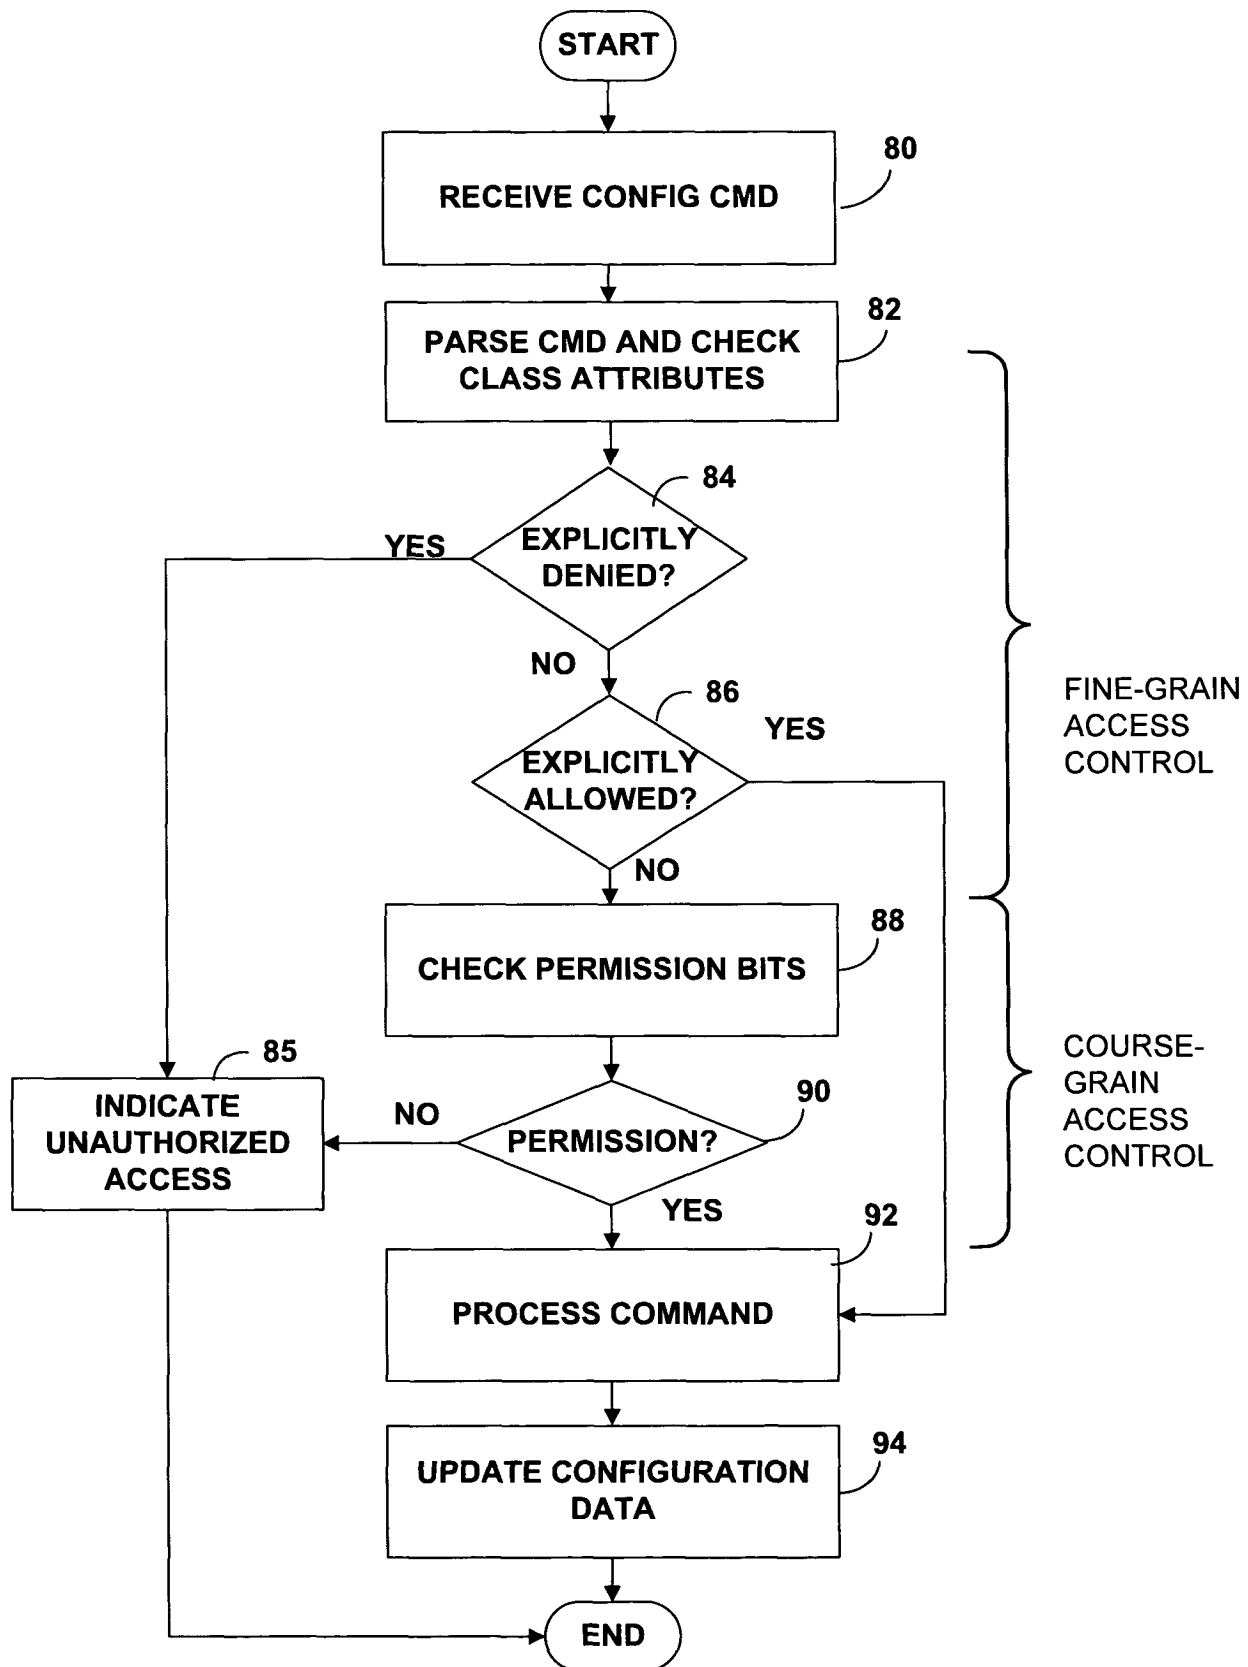 START
80
RECEIVE CONFIG CMD
82
PARSE CMD AND CHECK
CLASS ATTRIBUTES
84
YES
EXPLICITLY
DENIED?
NO
86
YES
EXPLICITLY
ALLOWED?
FINE-GRAIN
ACCESS
CONTROL
NO
88
CHECK PERMISSION BITS
85
INDICATE
UNAUTHORIZED
ACCESS
NO
90
PERMISSION?
COURSE-
GRAIN
ACCESS
CONTROL
YES
92
PROCESS COMMAND
94
UPDATE CONFIGURATION
DATA
END